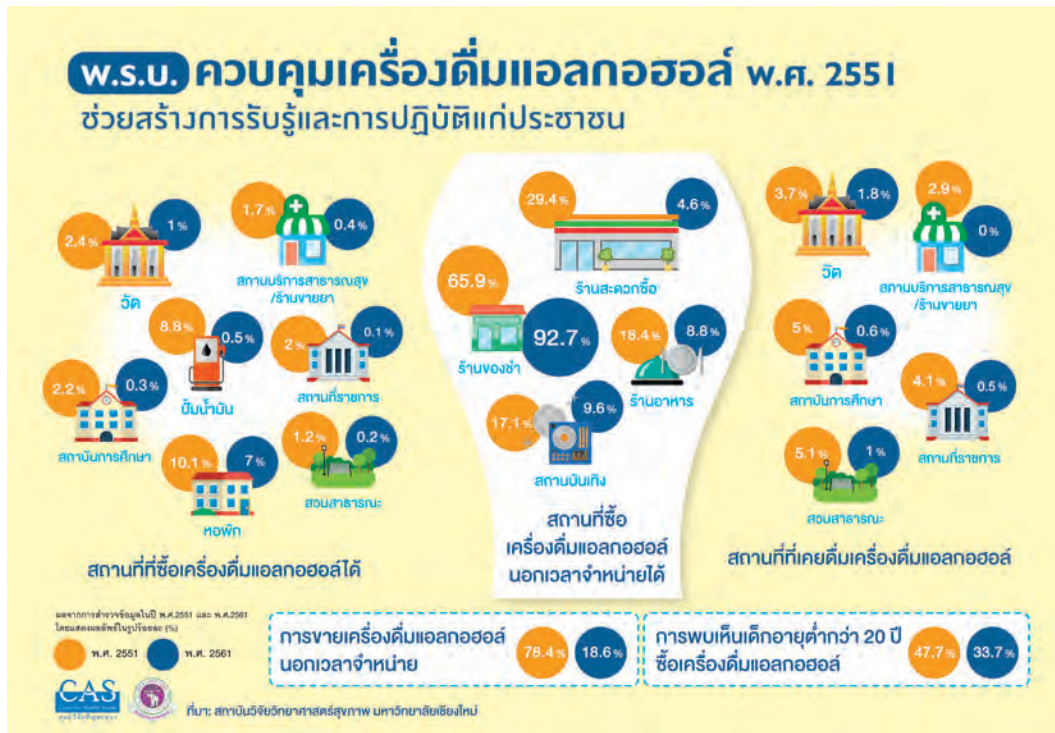 พ.ร.บ. ควบคุมเครื่องดื่มแอลกอฮอล์ พ.ศ. 2551
ช่วยสร้างการรับรู้และการปฏิบัติแก่ประชาชน
2.4%
1%
วัด
1.7%
0.4%
สถานบริการสาธารณสุข
/ร้านขายยา
8.8%
0.5%
ปั๊มน้ำมัน
2%
0.1%
สถานที่ราชการ
2.2%
0.3%
สถาบันการศึกษา
10.1%
7%
หอพัก
1.2%
0.2%
สวนสาธารณะ
สถานที่ที่ซื้อเครื่องดื่มแอลกอฮอล์ได้
29.4%
4.6%
ร้านสะดวกซื้อ
65.9%
92.7%
ร้านของชำ
18.4%
8.8%
ร้านอาหาร
17.1%
9.6%
สถานบันเทิง
สถานที่ซื้อ
เครื่องดื่มแอลกอฮอล์
นอกเวลาจำหน่ายได้
3.7%
1.8%
วัด
2.9%
0%
สถานบริการสาธารณสุข
/ร้านขายยา
5%
0.6%
สถาบันการศึกษา
4.1%
0.5%
สถานที่ราชการ
5.1%
1%
สวนสาธารณะ
สถานที่ที่เคยดื่มเครื่องดื่มแอลกอฮอล์
ผลจากการสำรวจข้อมูลในปี พ.ศ.2551 และ พ.ศ.2561
โดยแสดงผลลัพธ์ในรูปร้อยละ (%)
พ.ศ. 2551
พ.ศ. 2561
การขายเครื่องดื่มแอลกอฮอล์
นอกเวลาจำหน่าย
78.4%
18.6%
การพบเห็นเด็กอายุต่ำกว่า 20 ปี
ซื้อเครื่องดื่มแอลกอฮอล์
47.7%
33.7%
CAS
ที่มา: สถาบันวิจัยวิทยาศาสตร์สุขภาพ มหาวิทยาลัยเชียงใหม่